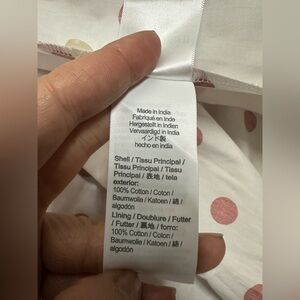 Made in India
Fabriqué en Inde
Hergestellt in Indien
Vervaardigd in India
インド製
hecho en india
Shell / Tissu Principal /
Tissu Principal / Tissu
Principal / 表地 / tela
exterior:
100% Cotton / Coton /
Baumwolle / Katoen / 綿 /
algodón
Lining / Doublure / Futter
/ Futter / 裏地 / forro:
100% Cotton / Coton /
Baumwolle / Katoen / 綿 /
algodón